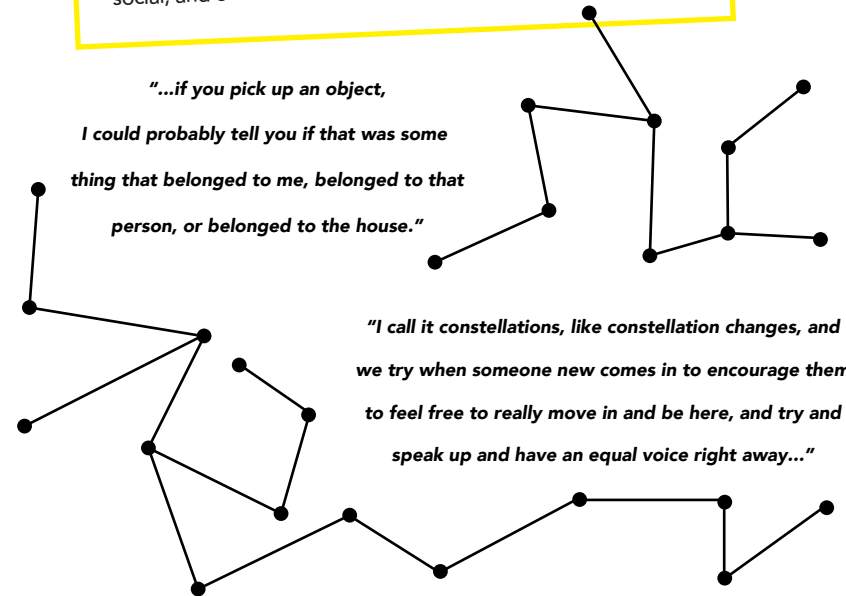 social, and
"...if you pick up an object,
I could probably tell you if that was some
thing that belonged to me, belonged to that
person, or belonged to the house."
"I call it constellations, like constellation changes, and
we try when someone new comes in to encourage them
to feel free to really move in and be here, and try and
speak up and have an equal voice right away..."